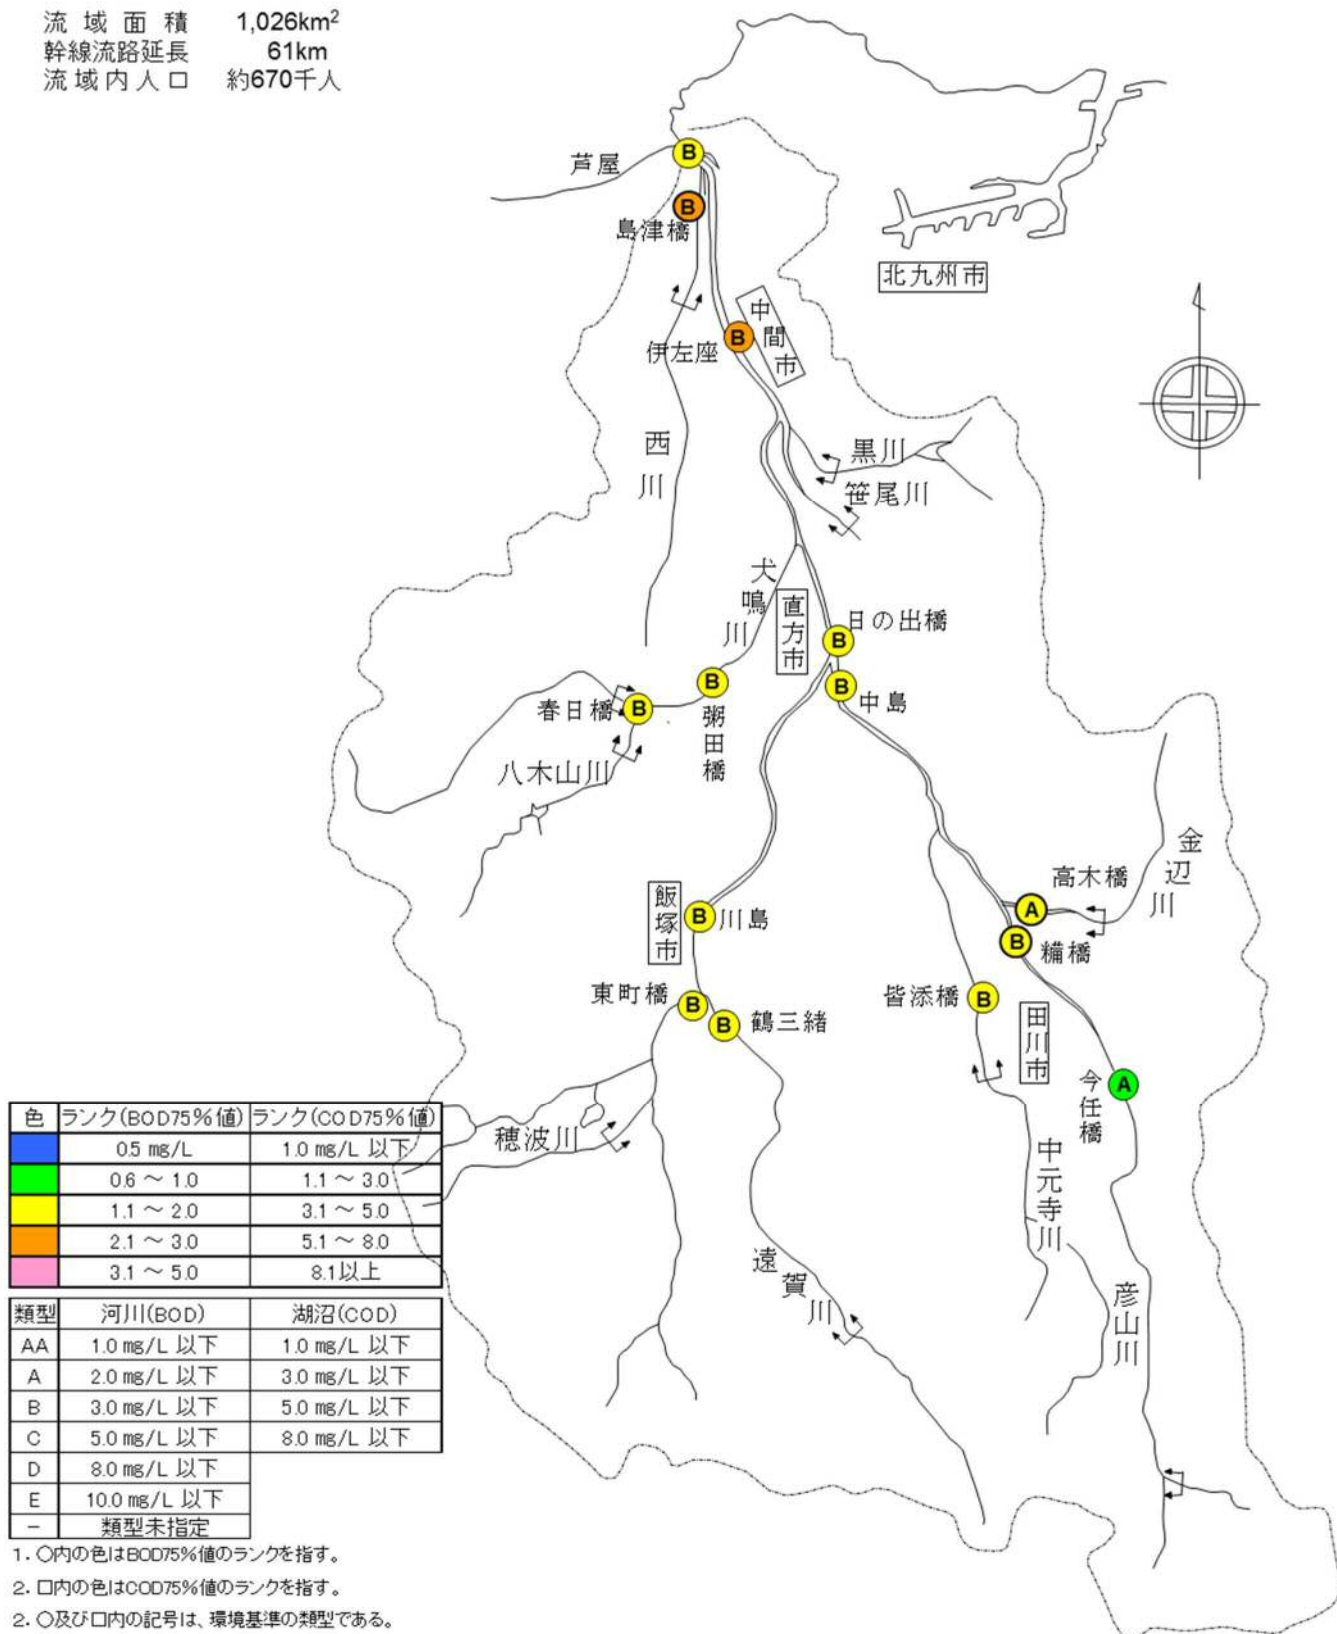 流域面積 1,026km²
幹線流路延長 61km
流域内人口 約670千人
芦屋
B
B
島津橋
北九州市
中間市
B
伊左座
西川
黒川
笹尾川
犬鳴川
直方市
日の出橋
B
B
中島
B
粥田橋
春日橋
B
八木山川
金辺川
高木橋
A
B
糒橋
飯塚市
B
川島
東町橋
B
B
鶴三緒
皆添橋
B
田川市
A
今任橋
穂波川
中元寺川
遠賀川
彦山川
色 ランク(BOD75%値) ランク(COD75%値)
0.5 mg/L 1.0 mg/L 以下
0.6 ～ 1.0 1.1 ～ 3.0
1.1 ～ 2.0 3.1 ～ 5.0
2.1 ～ 3.0 5.1 ～ 8.0
3.1 ～ 5.0 8.1以上
類型 河川(BOD) 湖沼(COD)
AA 1.0 mg/L 以下 1.0 mg/L 以下
A 2.0 mg/L 以下 3.0 mg/L 以下
B 3.0 mg/L 以下 5.0 mg/L 以下
C 5.0 mg/L 以下 8.0 mg/L 以下
D 8.0 mg/L 以下
E 10.0 mg/L 以下
− 類型未指定
1. ○内の色はBOD75%値のランクを指す。
2. □内の色はCOD75%値のランクを指す。
2. ○及び□内の記号は、環境基準の類型である。